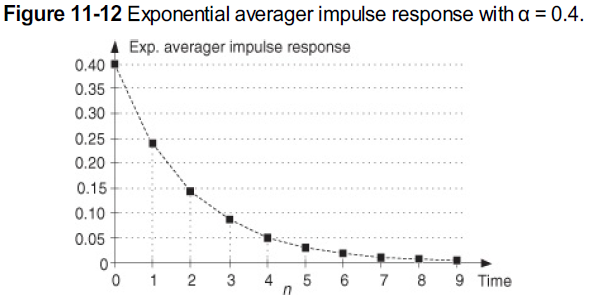 Figure 11-12 Exponential averager impulse response with α = 0.4.
Exp. averager impulse response
0.40
0.35
0.30
0.25
0.20
0.15
0.10
0.05
0
0 1 2 3 4 5 6 7 8 9 Time
n